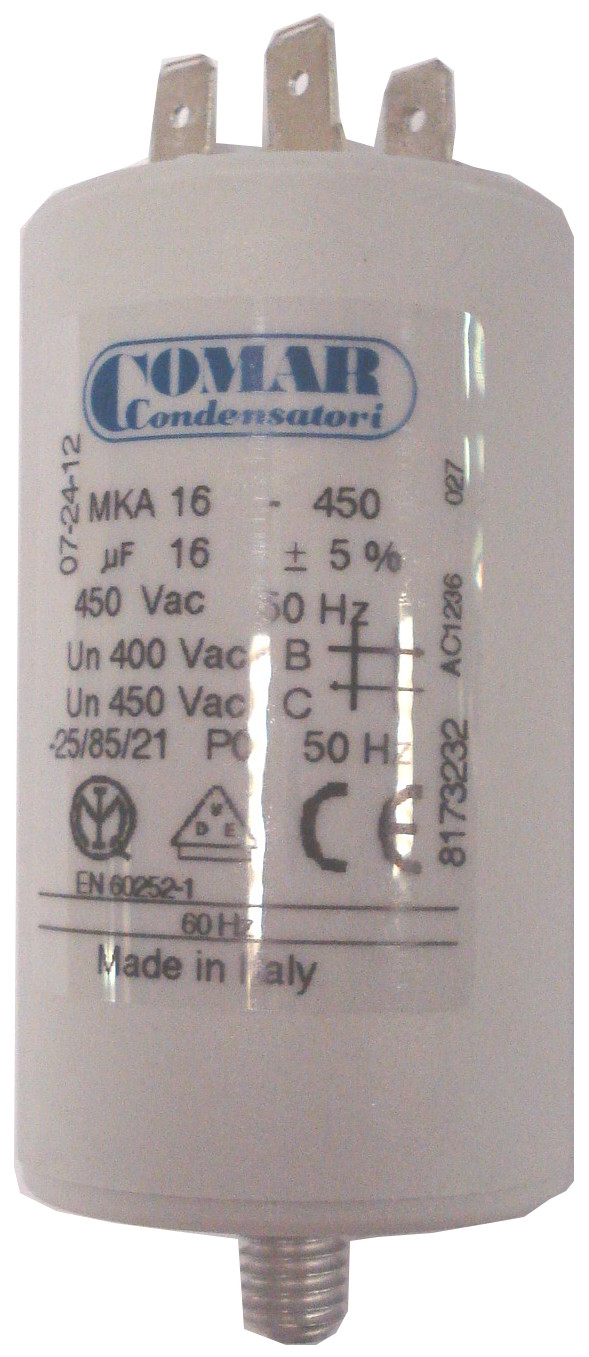 COMAR
Condensatori
07-24-12
MKA 16 - 450
µF 16 ± 5 %
450 Vac 50 Hz
Un 400 Vac B
Un 450 Vac C
-25/85/21 P0 50 Hz
VDE
CE
EN 60252-1
60 Hz
Made in Italy
027
AC1236
8173232